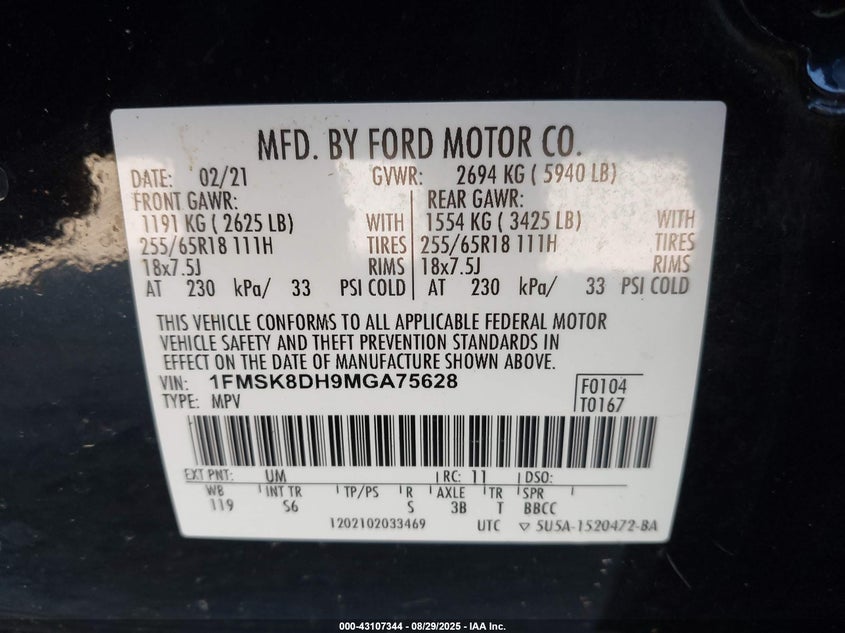 MFD. BY FORD MOTOR CO.
DATE: 02/21 GVWR: 2694 KG ( 5940 LB)
FRONT GAWR: REAR GAWR:
1191 KG ( 2625 LB) WITH 1554 KG ( 3425 LB) WITH
255/65R18 111H TIRES 255/65R18 111H TIRES
18x7.5J RIMS 18x7.5J RIMS
AT 230 kPa/ 33 PSI COLD AT 230 kPa/ 33 PSI COLD
THIS VEHICLE CONFORMS TO ALL APPLICABLE FEDERAL MOTOR
VEHICLE SAFETY AND THEFT PREVENTION STANDARDS IN
EFFECT ON THE DATE OF MANUFACTURE SHOWN ABOVE.
VIN: 1FMSK8DH9MGA75628 F0104
TYPE: MPV T0167
EXT PNT: UM RC: 11 DSO:
WB INT TR TP/PS R AXLE TR SPR
119 S6 S 3B T BBCC
1202102033469 UTC ▽ 5U5A-1520472-BA
000-43107344 - 08/29/2025 - IAA Inc.